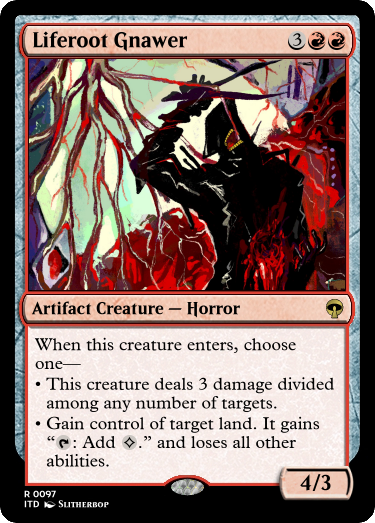 Liferoot Gnawer 3
Artifact Creature — Horror
When this creature enters, choose
one—
• This creature deals 3 damage divided
among any number of targets.
• Gain control of target land. It gains
“: Add .” and loses all other
abilities.
4/3
R 0097
ITD Slitherbop